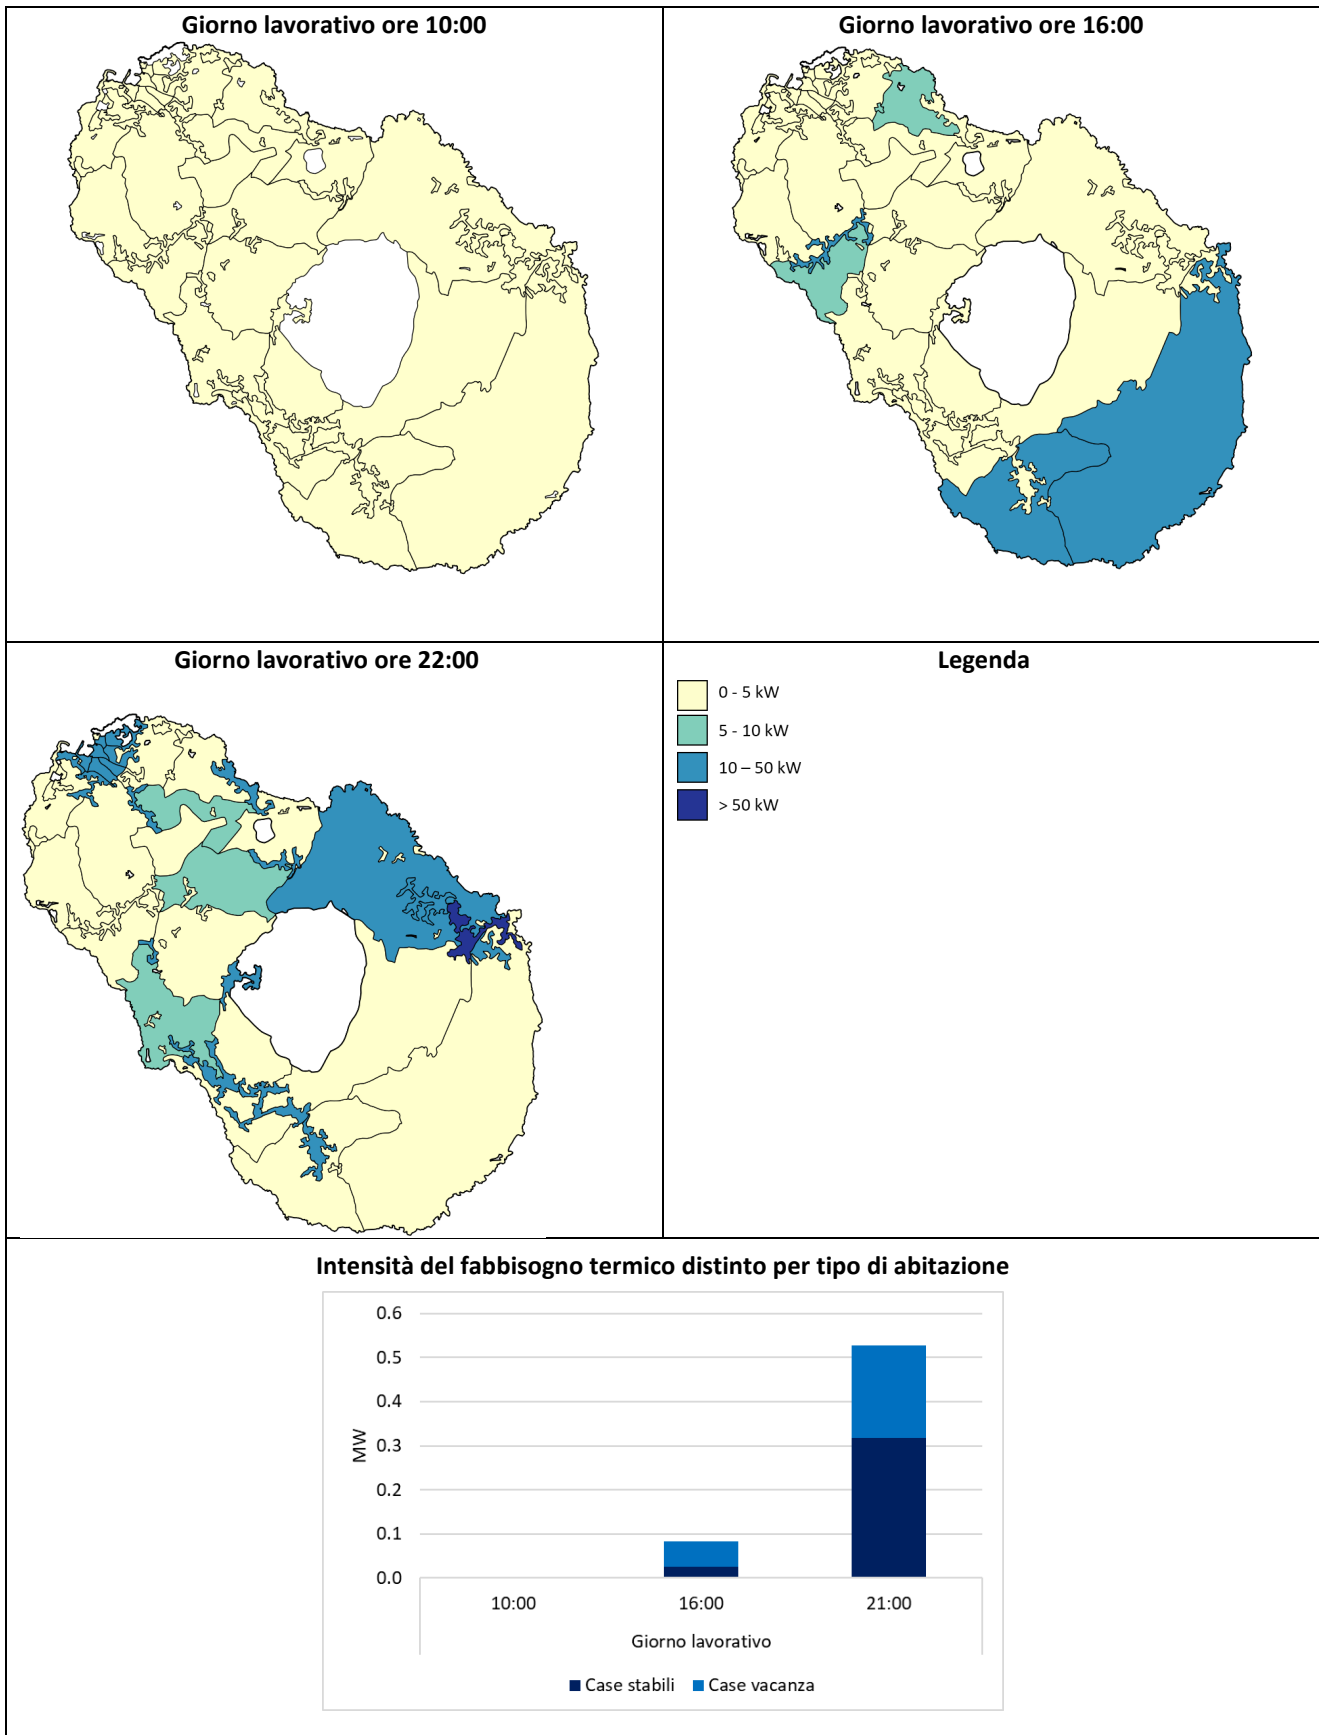 Giorno lavorativo ore 10:00
Giorno lavorativo ore 16:00
Giorno lavorativo ore 22:00
Legenda
0 - 5 kW
5 - 10 kW
10 – 50 kW
> 50 kW
Intensità del fabbisogno termico distinto per tipo di abitazione
0.6
0.5
0.4
0.3
0.2
0.1
0.0
MW
10:00 16:00 21:00
Giorno lavorativo
Case stabili Case vacanza